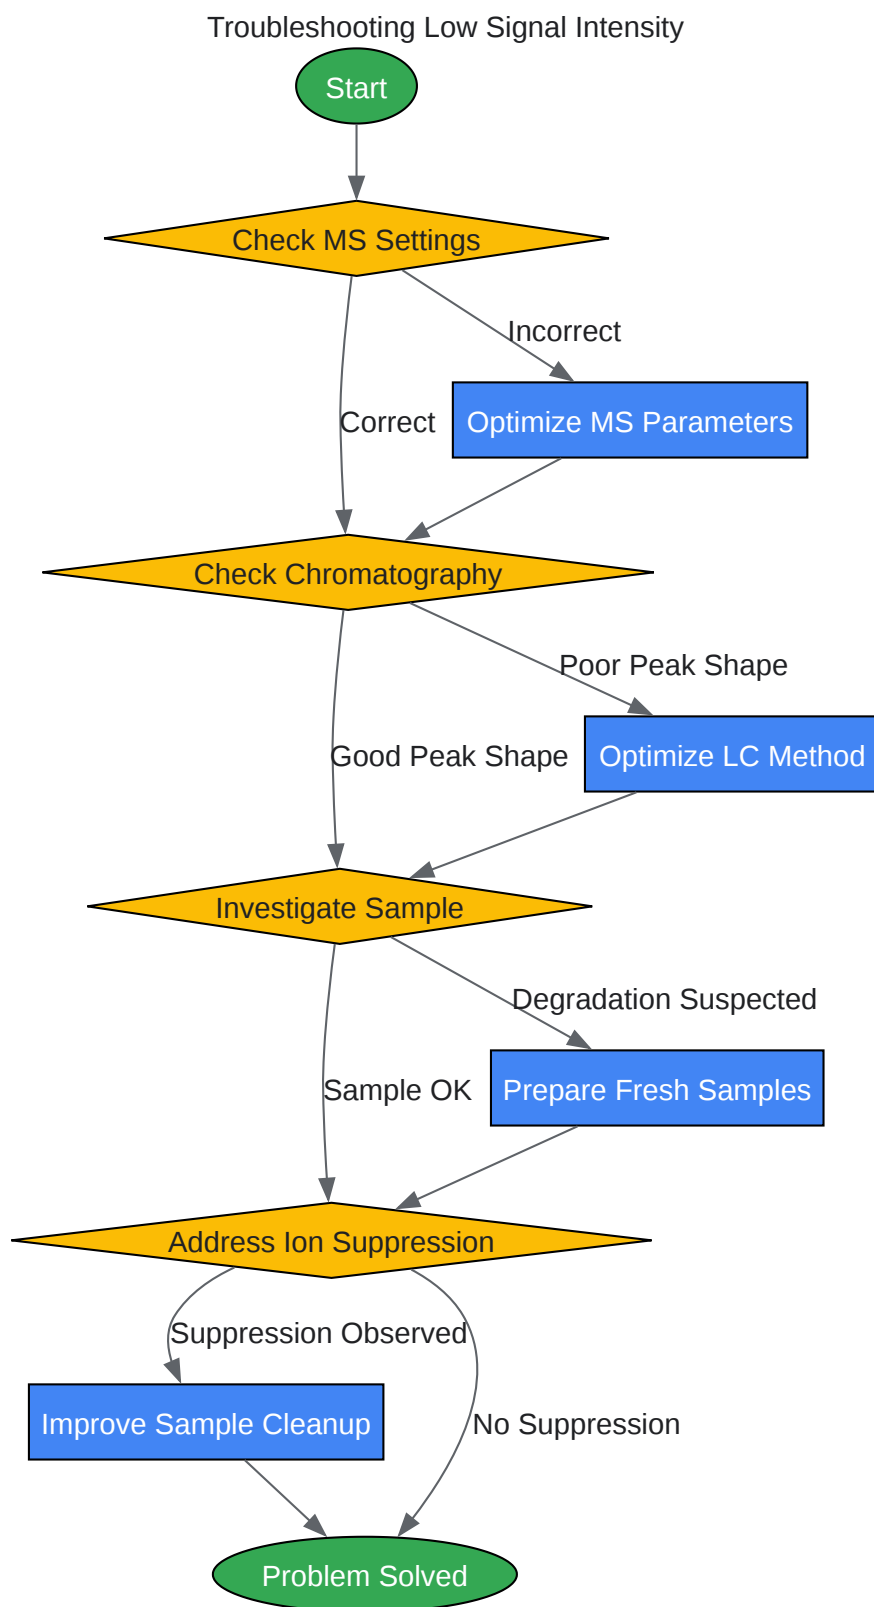 Troubleshooting Low Signal Intensity
Start
Check MS Settings
Incorrect
Correct
Optimize MS Parameters
Check Chromatography
Poor Peak Shape
Good Peak Shape
Optimize LC Method
Investigate Sample
Degradation Suspected
Sample OK
Prepare Fresh Samples
Address Ion Suppression
Suppression Observed
Improve Sample Cleanup
No Suppression
Problem Solved